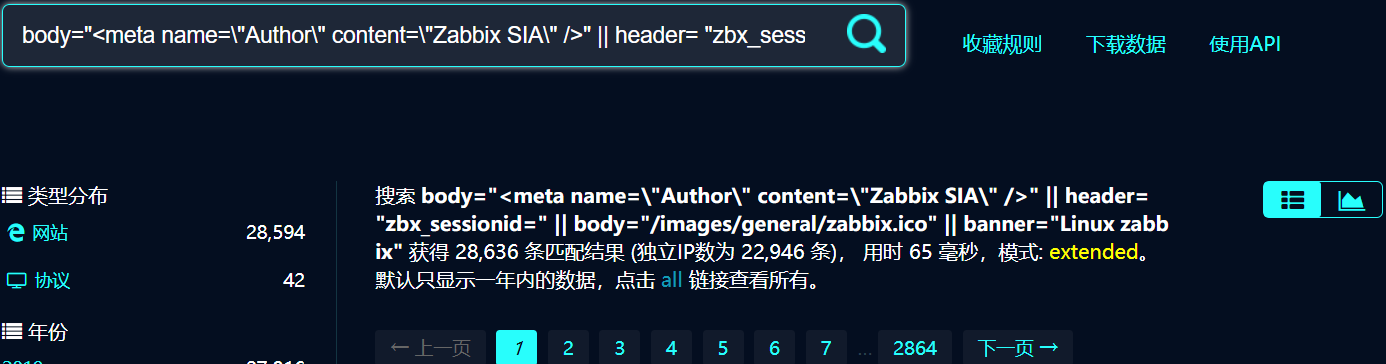 body="<meta name=\"Author\" content=\"Zabbix SIA\" />" || header= "zbx_sess
收藏规则 下载数据 使用API
类型分布
网站 28,594
协议 42
年份
搜索 body="<meta name=\"Author\" content=\"Zabbix SIA\" />" || header=
"zbx_sessionid=" || body="/images/general/zabbix.ico" || banner="Linux zabb
ix" 获得 28,636 条匹配结果 (独立IP数为 22,946 条)， 用时 65 毫秒，模式: extended。
默认只显示一年内的数据，点击 all 链接查看所有。
← 上一页 1 2 3 4 5 6 7 … 2864 下一页 →